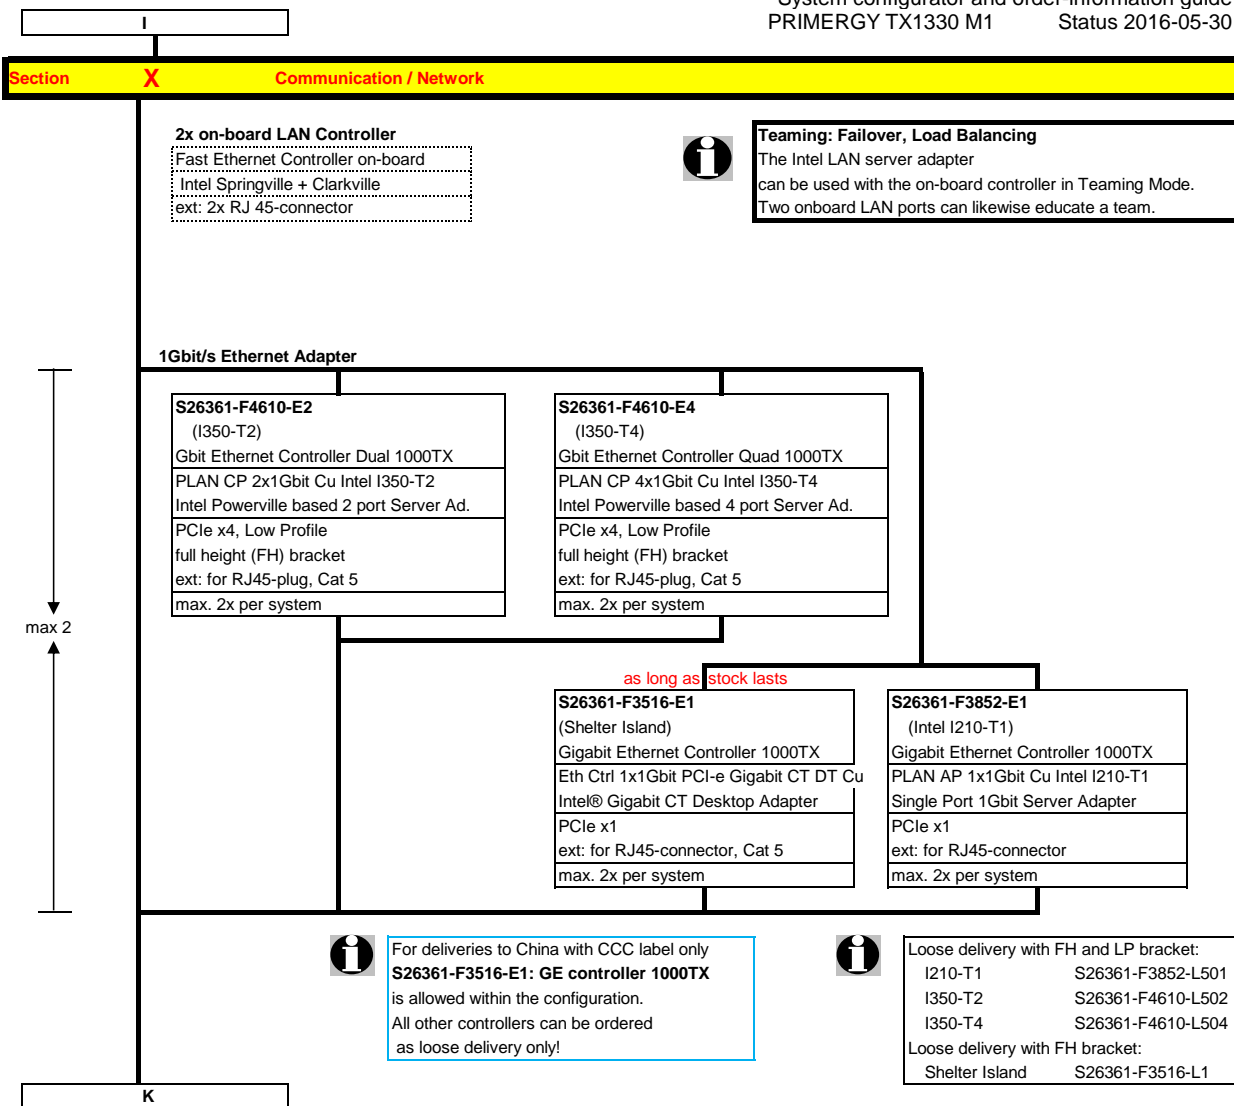 System configurator and order-information guide
PRIMERGY TX1330 M1 Status 2016-05-30
I
Section X Communication / Network
2x on-board LAN Controller
Fast Ethernet Controller on-board
Intel Springville + Clarkville
ext: 2x RJ 45-connector
Teaming: Failover, Load Balancing
The Intel LAN server adapter
can be used with the on-board controller in Teaming Mode.
Two onboard LAN ports can likewise educate a team.
1Gbit/s Ethernet Adapter
S26361-F4610-E2
(I350-T2)
Gbit Ethernet Controller Dual 1000TX
PLAN CP 2x1Gbit Cu Intel I350-T2
Intel Powerville based 2 port Server Ad.
PCIe x4, Low Profile
full height (FH) bracket
ext: for RJ45-plug, Cat 5
max. 2x per system
S26361-F4610-E4
(I350-T4)
Gbit Ethernet Controller Quad 1000TX
PLAN CP 4x1Gbit Cu Intel I350-T4
Intel Powerville based 4 port Server Ad.
PCIe x4, Low Profile
full height (FH) bracket
ext: for RJ45-plug, Cat 5
max. 2x per system
max 2
as long as stock lasts
S26361-F3516-E1
(Shelter Island)
Gigabit Ethernet Controller 1000TX
Eth Ctrl 1x1Gbit PCI-e Gigabit CT DT Cu
Intel® Gigabit CT Desktop Adapter
PCIe x1
ext: for RJ45-connector, Cat 5
max. 2x per system
S26361-F3852-E1
(Intel I210-T1)
Gigabit Ethernet Controller 1000TX
PLAN AP 1x1Gbit Cu Intel I210-T1
Single Port 1Gbit Server Adapter
PCIe x1
ext: for RJ45-connector
max. 2x per system
For deliveries to China with CCC label only
S26361-F3516-E1: GE controller 1000TX
is allowed within the configuration.
All other controllers can be ordered
as loose delivery only!
Loose delivery with FH and LP bracket:
I210-T1 S26361-F3852-L501
I350-T2 S26361-F4610-L502
I350-T4 S26361-F4610-L504
Loose delivery with FH bracket:
Shelter Island S26361-F3516-L1
K